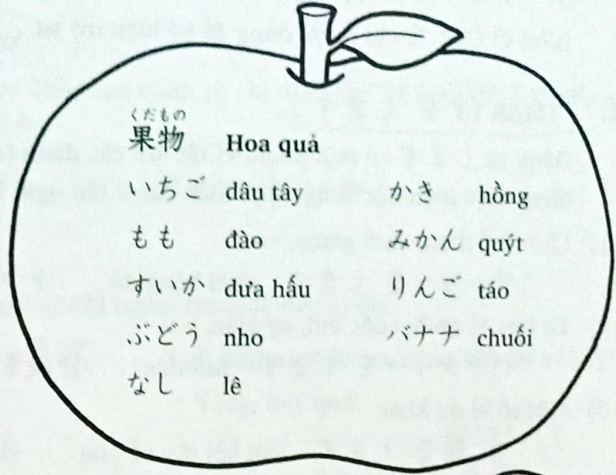 くだもの
果物 Hoa quả
いちご dâu tây かき hồng
もも đào みかん quýt
すいか dưa hấu りんご táo
ぶどう nho バナナ chuối
なし lê